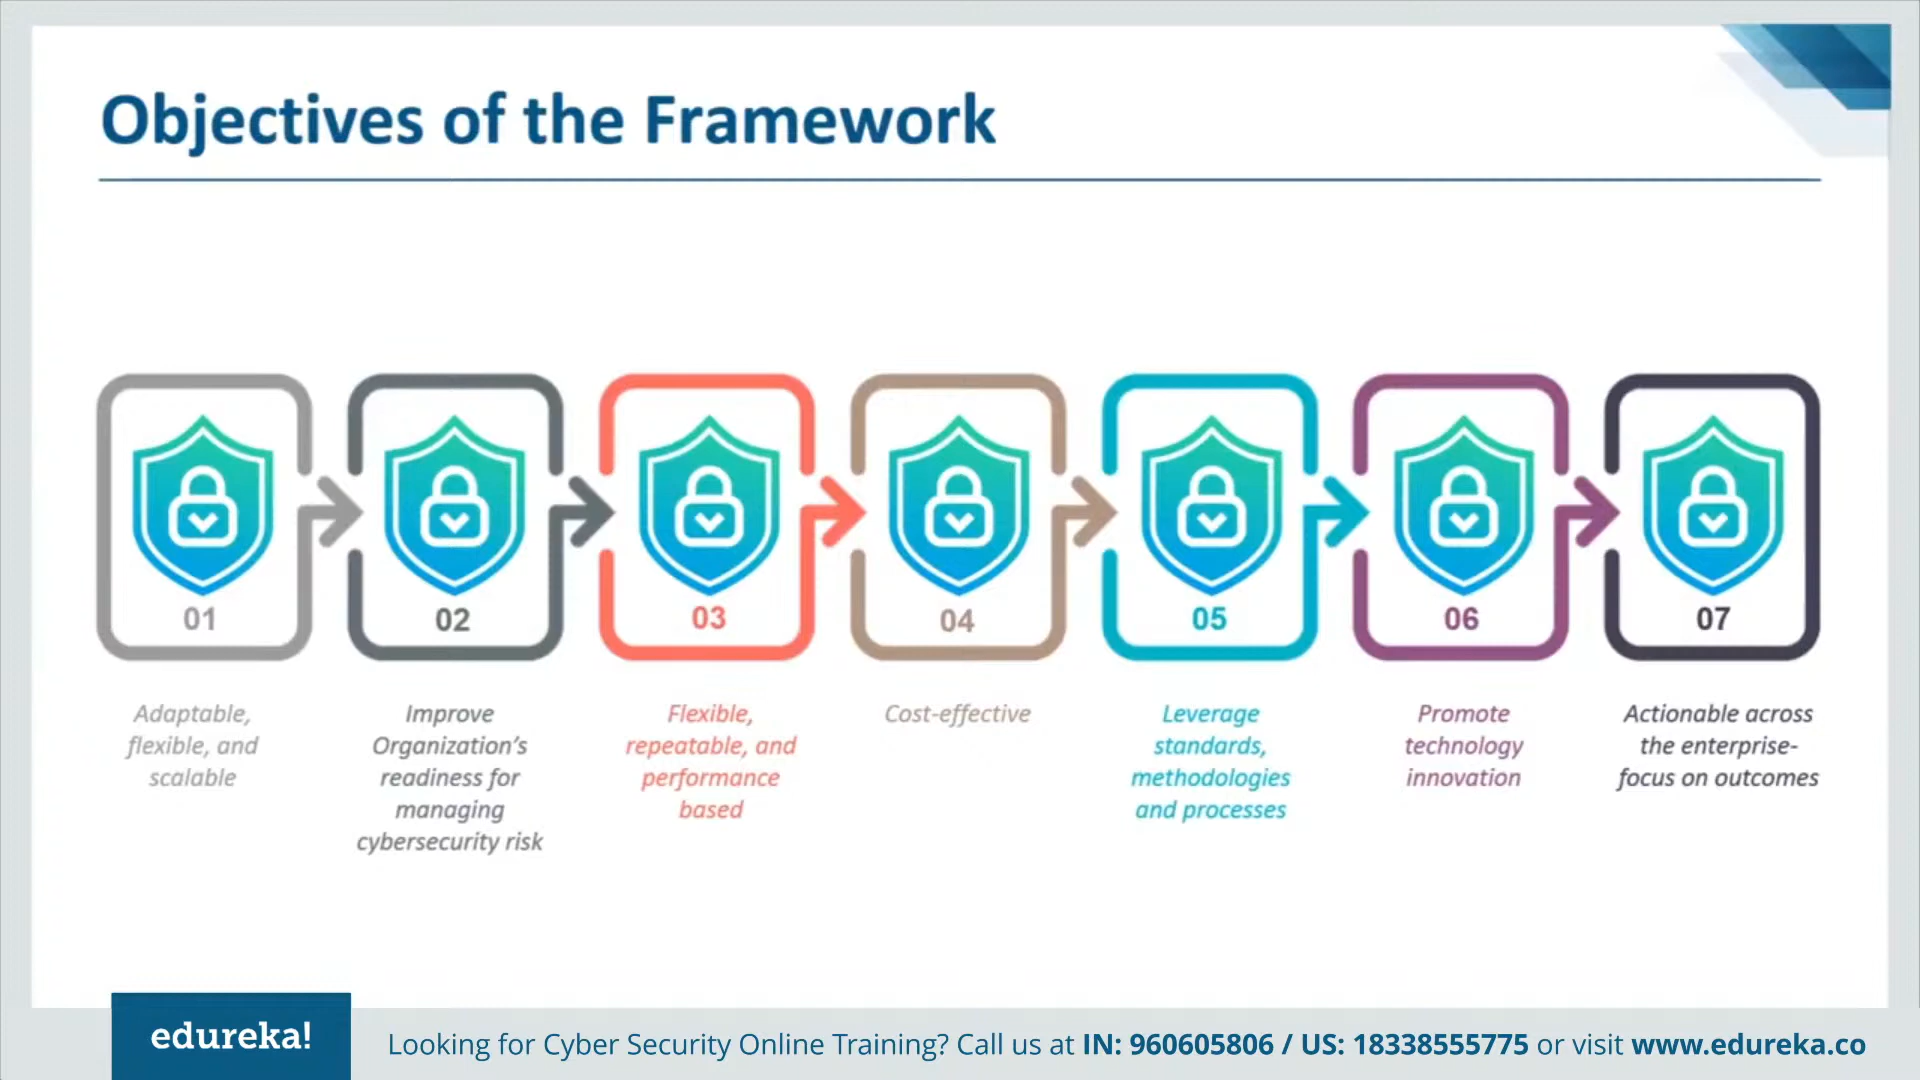 Objectives of the Framework
01
02
03
04
05
06
07
Adaptable,
flexible, and
scalable
Improve
Organization's
readiness for
managing
cybersecurity risk
Flexible,
repeatable, and
performance
based
Cost-effective
Leverage
standards,
methodologies
and processes
Promote
technology
innovation
Actionable across
the enterprise-
focus on outcomes
edureka!
Looking for Cyber Security Online Training? Call us at IN: 960605806 / US: 18338555775 or visit www.edureka.co